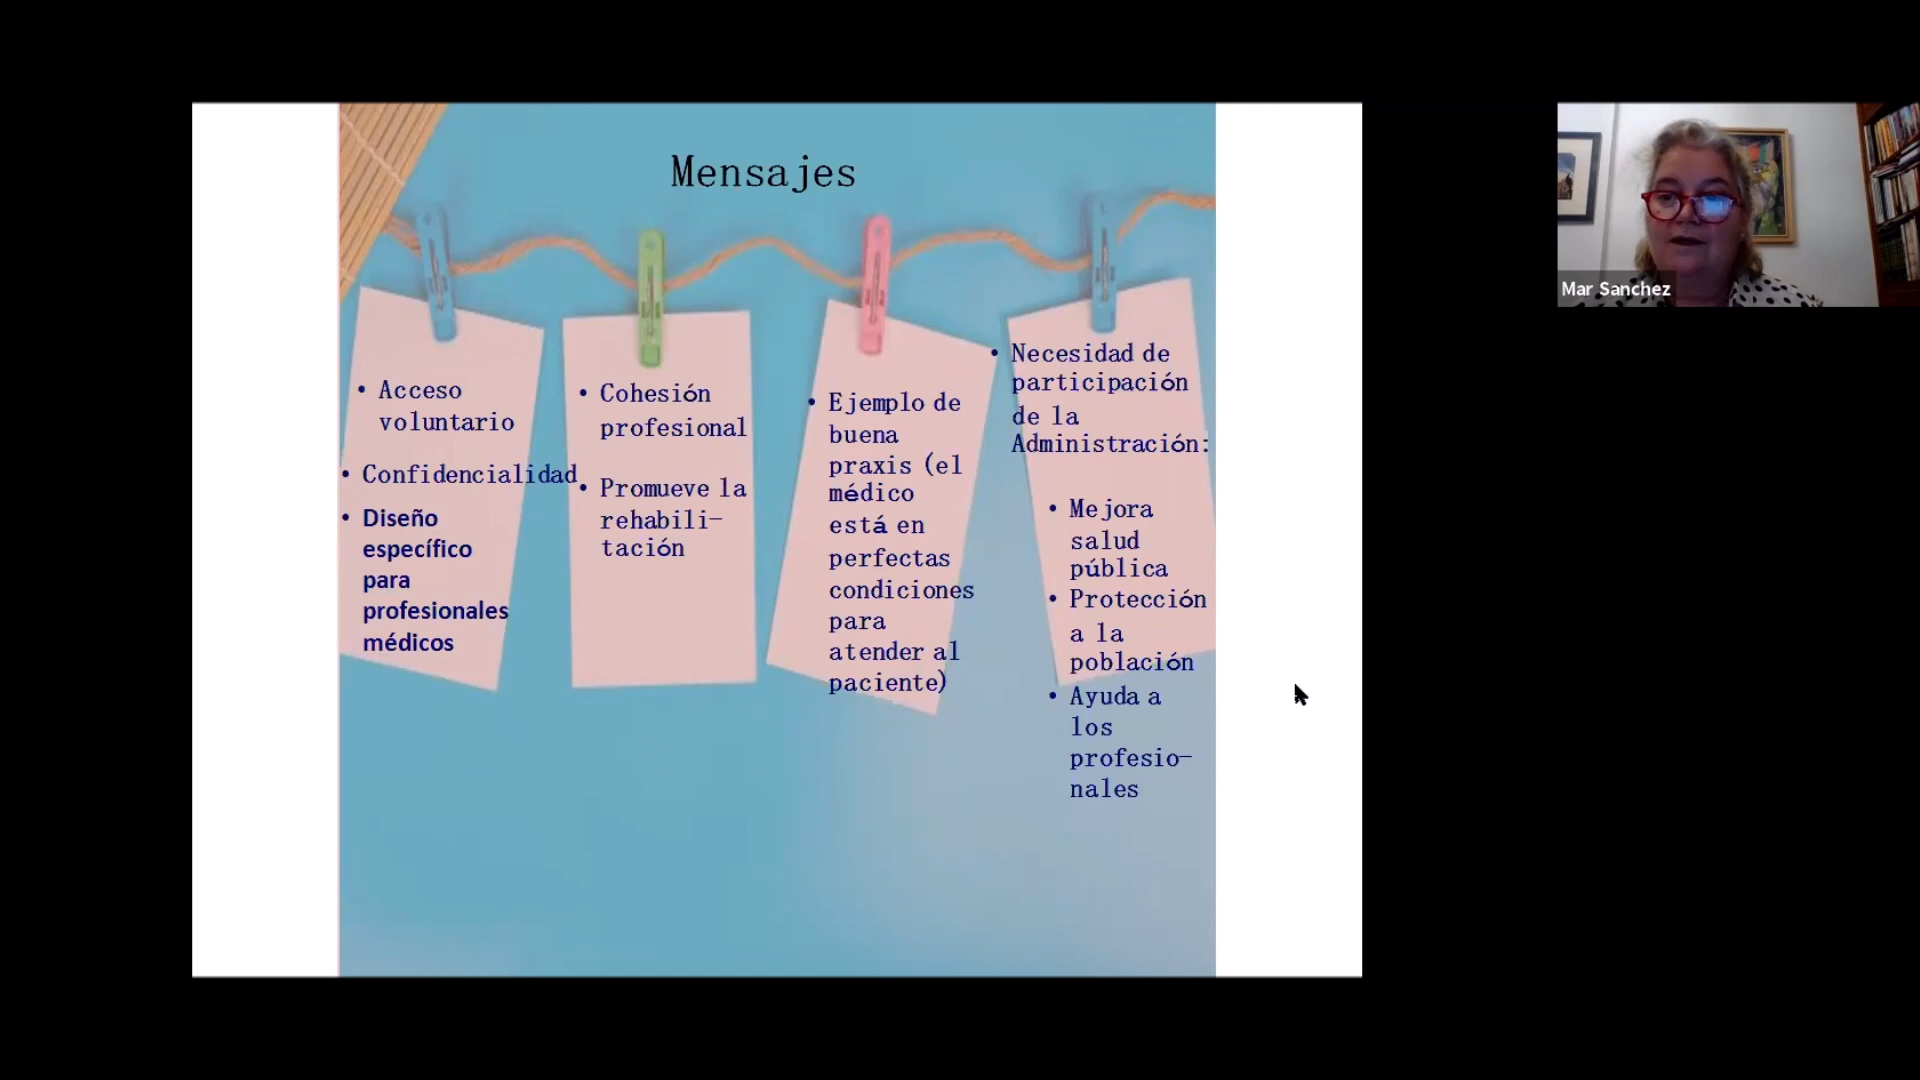 Mensajes
• Acceso
voluntario
• Confidencialidad
• Diseño
específico
para
profesionales
médicos
• Cohesión
profesional
• Promueve la
rehabili-
tación
• Ejemplo de
buena
praxis (el
médico
está en
perfectas
condiciones
para
atender al
paciente)
• Necesidad de
participación
de la
Administración:
• Mejora
salud
pública
• Protección
a la
población
• Ayuda a
los
profesio-
nales
Mar Sanchez